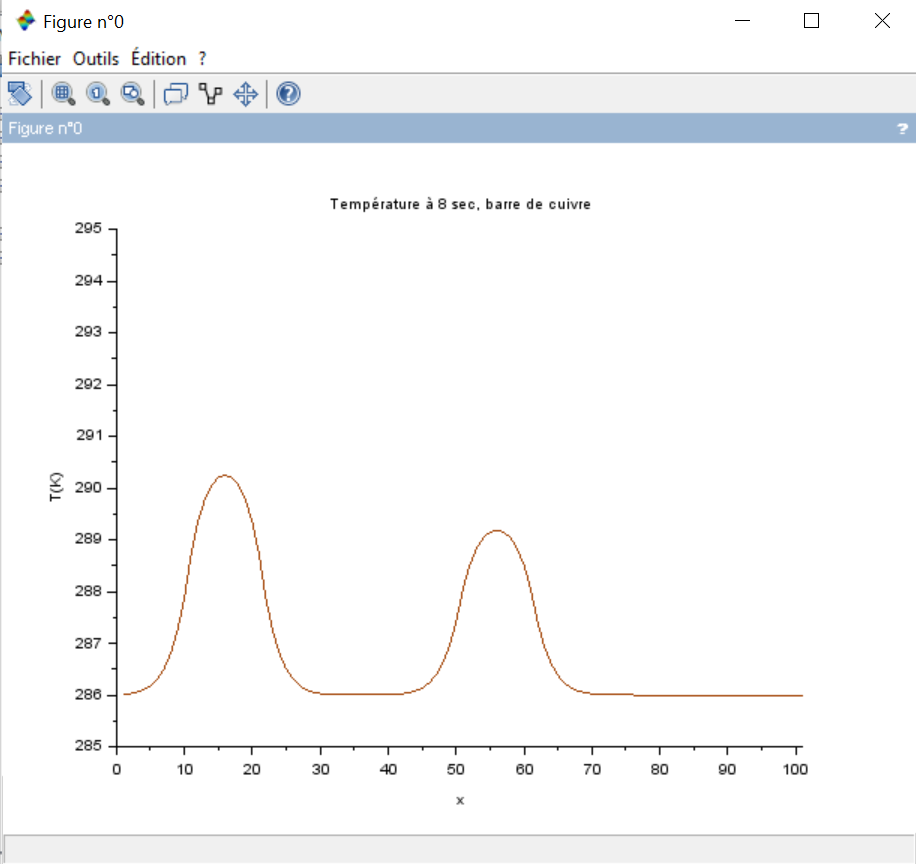 Figure n°0
Fichier Outils Édition ?
Figure n°0 ?
Température à 8 sec, barre de cuivre
295
294
293
292
291
T(K)
290
289
288
287
286
285
0 10 20 30 40 50 60 70 80 90 100
x